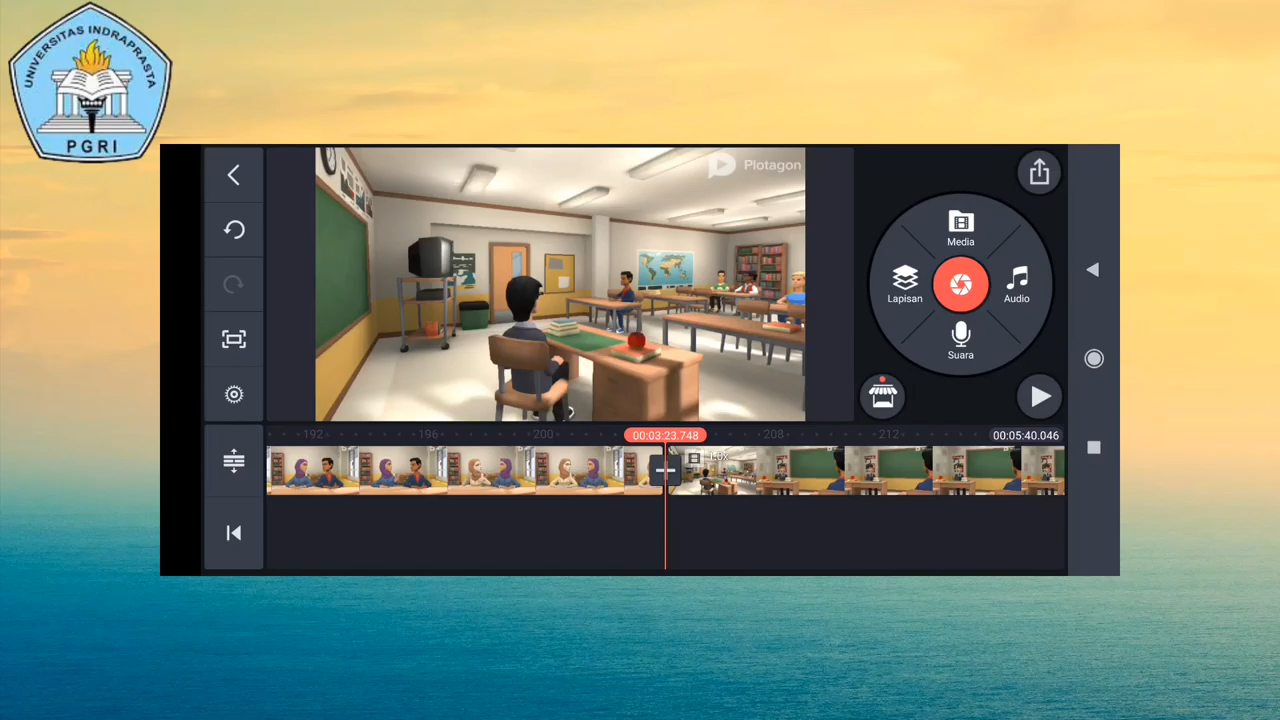 UNIVERSITAS INDRAPRASTA
PGRI
Plotagon
Media
Lapisan
Audio
Suara
192
196
200
00:03:23.748
208
212
00:05:40.046
1.0x